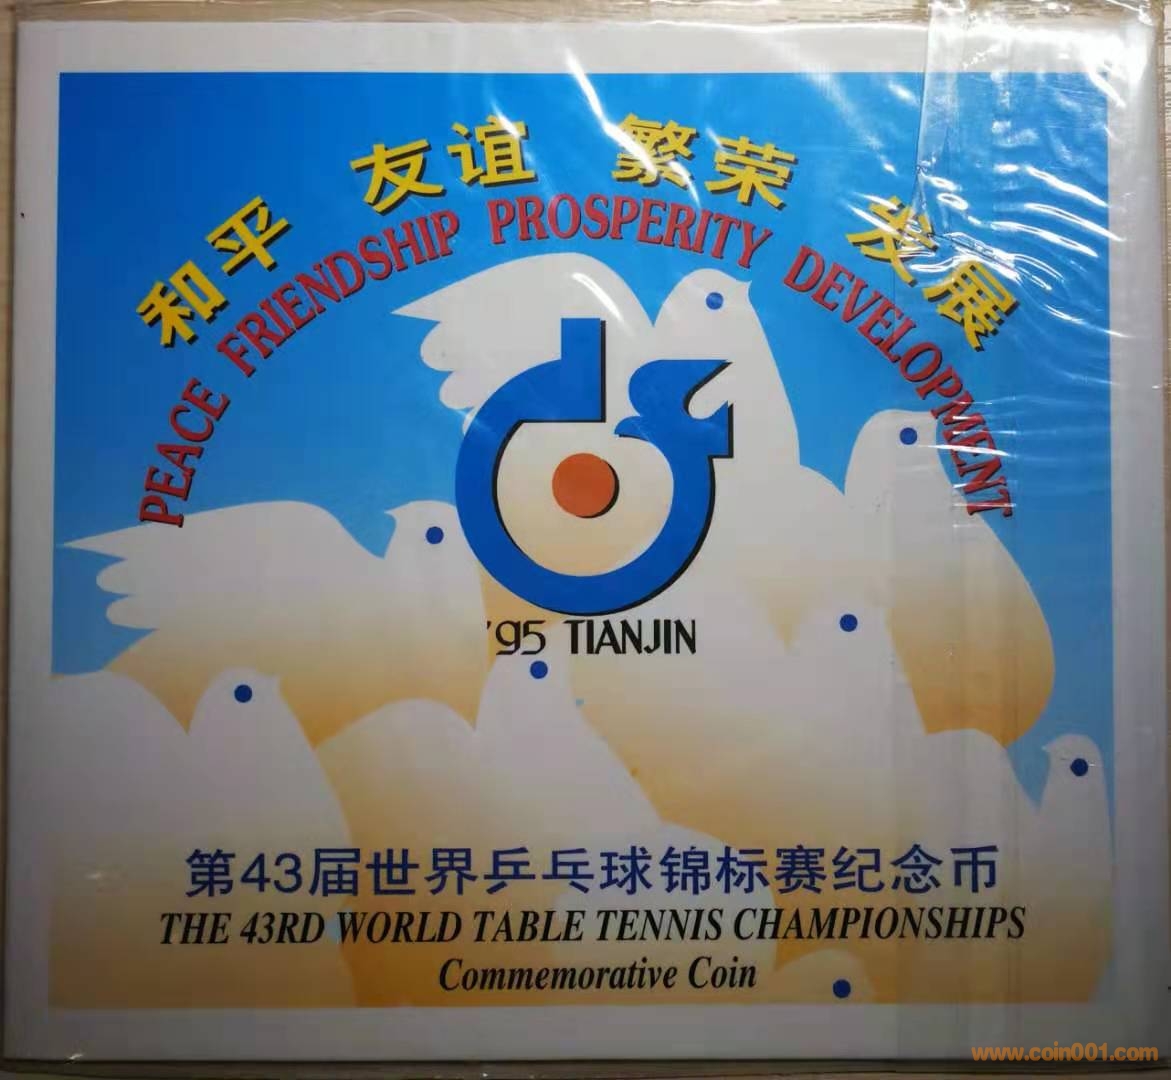 和平 友谊 繁荣 发展
PEACE FRIENDSHIP PROSPERITY DEVELOPMENT
'95 TIANJIN
第43届世界乒乓球锦标赛纪念币
THE 43RD WORLD TABLE TENNIS CHAMPIONSHIPS
Commemorative Coin
www.coin001.com